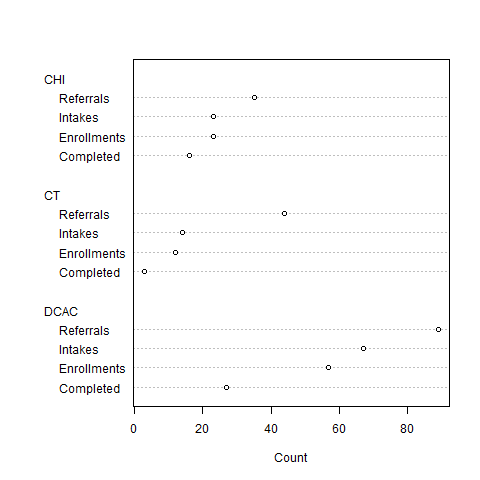 CHI
Referrals
Intakes
Enrollments
Completed
CT
Referrals
Intakes
Enrollments
Completed
DCAC
Referrals
Intakes
Enrollments
Completed
0 20 40 60 80
Count